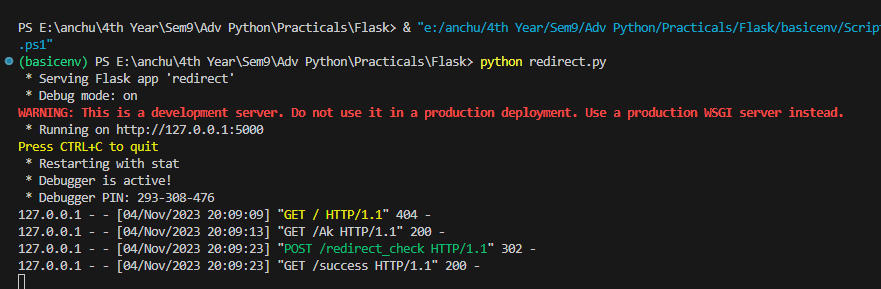 PS E:\anchu\4th Year\Sem9\Adv Python\Practicals\Flask> & "e:/anchu/4th Year/Sem9/Adv Python/Practicals/Flask/basicenv/Scrip
.ps1"
(basicenv) PS E:\anchu\4th Year\Sem9\Adv Python\Practicals\Flask> python redirect.py
 * Serving Flask app 'redirect'
 * Debug mode: on
WARNING: This is a development server. Do not use it in a production deployment. Use a production WSGI server instead.
 * Running on http://127.0.0.1:5000
Press CTRL+C to quit
 * Restarting with stat
 * Debugger is active!
 * Debugger PIN: 293-308-476
127.0.0.1 - - [04/Nov/2023 20:09:09] "GET / HTTP/1.1" 404 -
127.0.0.1 - - [04/Nov/2023 20:09:13] "GET /Ak HTTP/1.1" 200 -
127.0.0.1 - - [04/Nov/2023 20:09:23] "POST /redirect_check HTTP/1.1" 302 -
127.0.0.1 - - [04/Nov/2023 20:09:23] "GET /success HTTP/1.1" 200 -